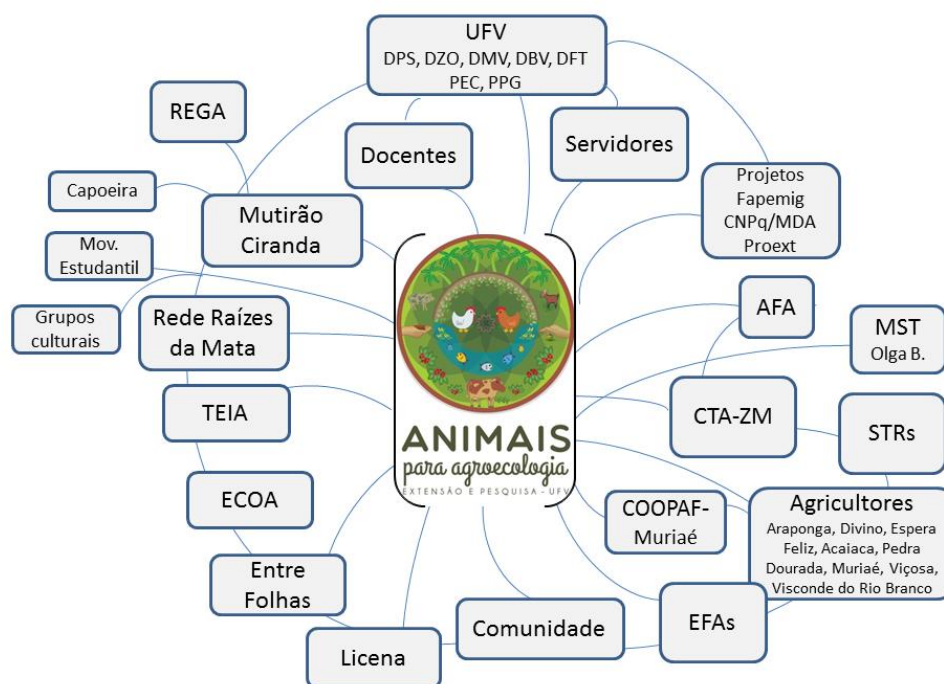 UFV
DPS, DZO, DMV, DBV, DFT
PEC, PPG
REGA
Docentes
Servidores
Capoeira
Mutirão
Ciranda
Projetos
Fapemig
CNPq/MDA
Proext
Mov.
Estudantil
Grupos
culturais
Rede Raízes
da Mata
AFA
MST
Olga B.
TEIA
CTA-ZM
STRs
ANIMAIS
para agroecologia
EXTENSÃO E PESQUISA - UFV
ECOA
COOPAF-
Muriaé
Agricultores
Araponga, Divino, Espera
Feliz, Acaiaca, Pedra
Dourada, Muriaé, Viçosa,
Visconde do Rio Branco
Entre
Folhas
Licena
Comunidade
EFAs